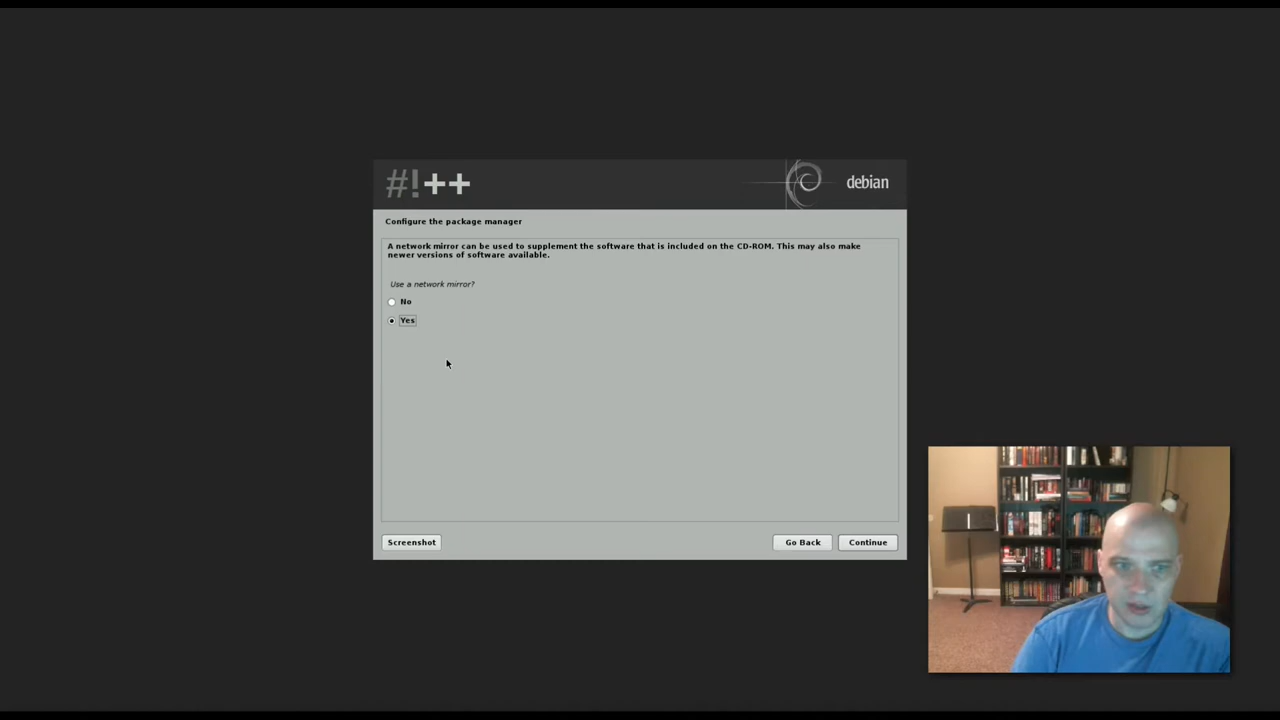 #!++
debian
Configure the package manager
A network mirror can be used to supplement the software that is included on the CD-ROM. This may also make
newer versions of software available.
Use a network mirror?
No
Yes
Screenshot
Go Back
Continue